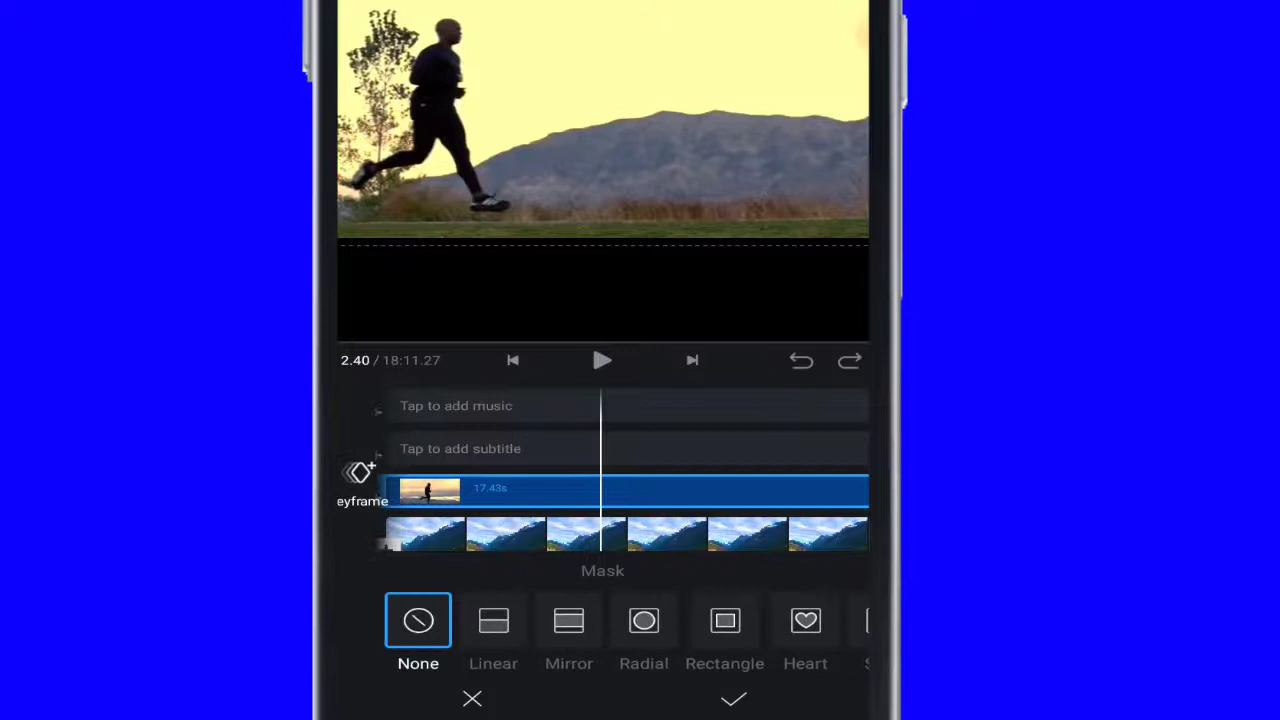 2.40 / 18:11.27
Tap to add music
Tap to add subtitle
17.43s
eyframe
Mask
None Linear Mirror Radial Rectangle Heart